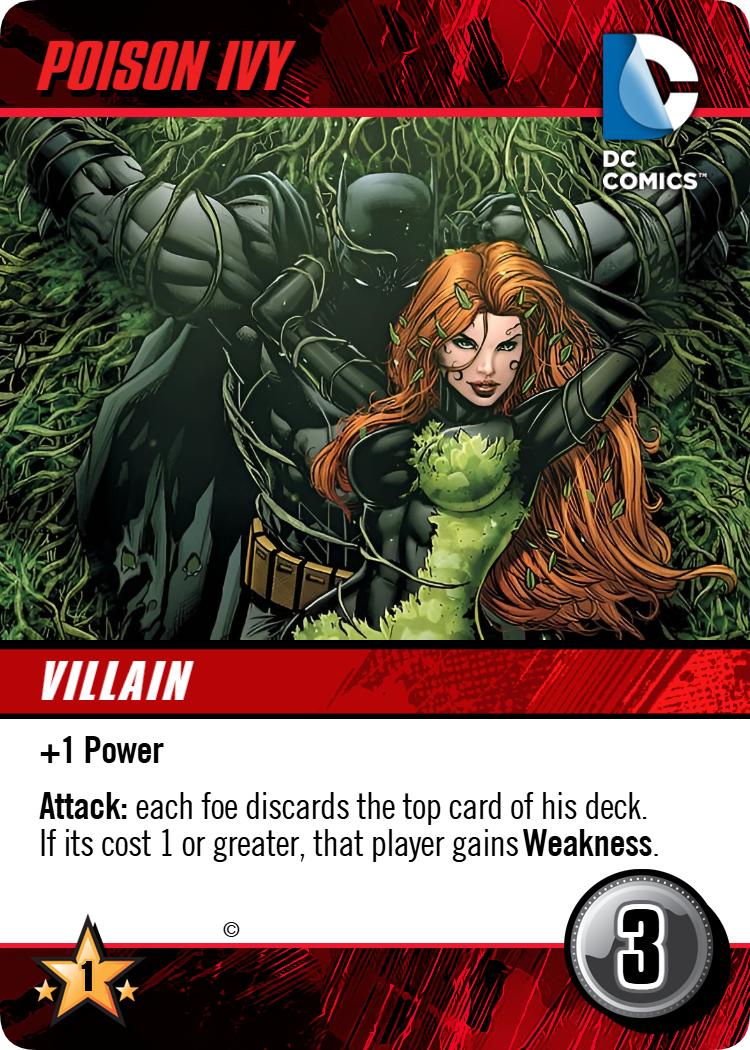 POISON IVY
DC
COMICS™
VILLAIN
+1 Power
Attack: each foe discards the top card of his deck.
If its cost 1 or greater, that player gains Weakness.
©
1
3